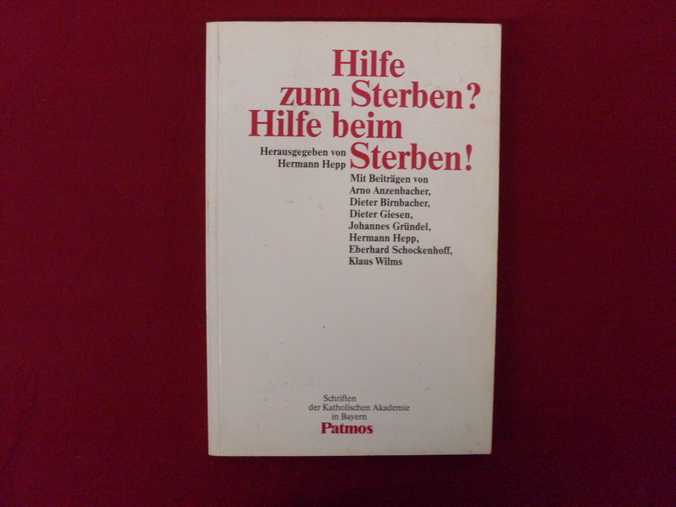 Hilfe
zum Sterben?
Hilfe beim
Sterben!
Herausgegeben von
Hermann Hepp
Mit Beiträgen von
Arno Anzenbacher,
Dieter Birnbacher,
Dieter Giesen,
Johannes Gründel,
Hermann Hepp,
Eberhard Schockenhoff,
Klaus Wilms
Schriften
der Katholischen Akademie
in Bayern
Patmos